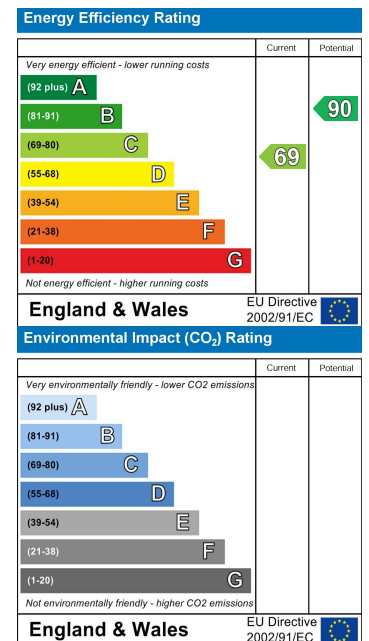 Energy Efficiency Rating
Current Potential
Very energy efficient - lower running costs
(92 plus) A
(81-91) B
90
(69-80) C
69
(55-68) D
(39-54) E
(21-38) F
(1-20) G
Not energy efficient - higher running costs
England & Wales
EU Directive
2002/91/EC
Environmental Impact (CO₂) Rating
Current Potential
Very environmentally friendly - lower CO2 emissions
(92 plus) A
(81-91) B
(69-80) C
(55-68) D
(39-54) E
(21-38) F
(1-20) G
Not environmentally friendly - higher CO2 emissions
England & Wales
EU Directive
2002/91/EC